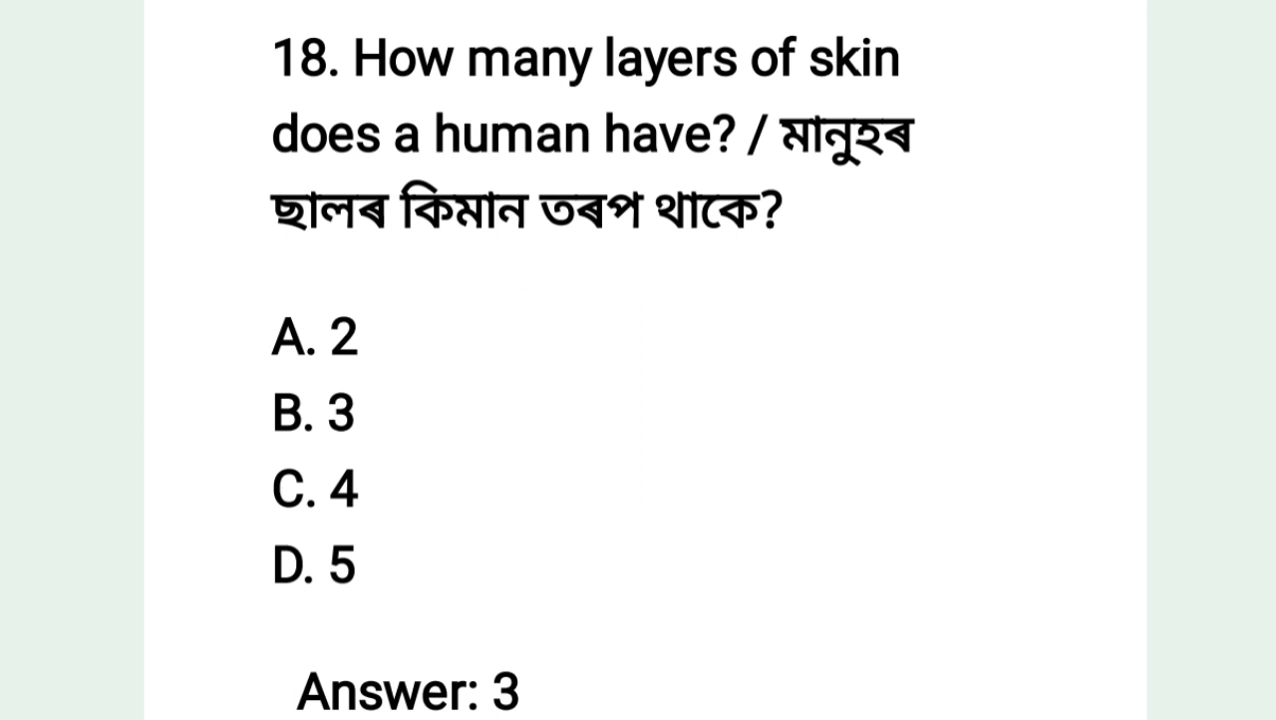 18. How many layers of skin
does a human have? / মানুহৰ
ছালৰ কিমান তৰপ থাকে?
A. 2
B. 3
C. 4
D. 5
Answer: 3